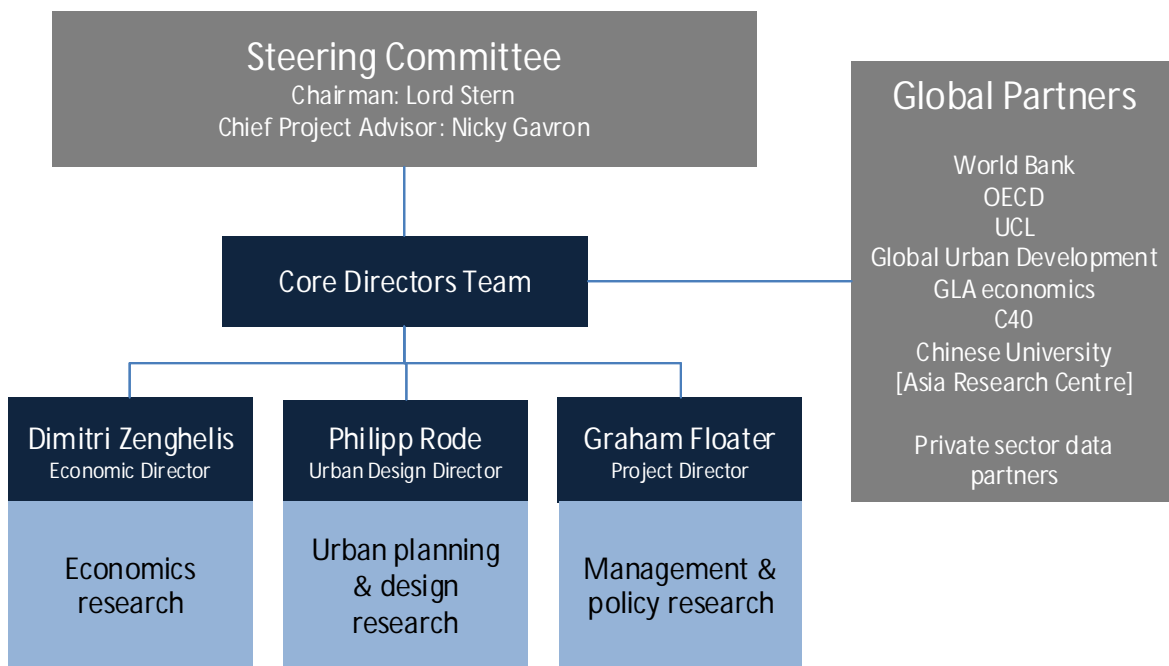 Steering Committee
Chairman: Lord Stern
Chief Project Advisor: Nicky Gavron
Global Partners
World Bank
OECD
UCL
Global Urban Development
GLA economics
C40
Chinese University
[Asia Research Centre]
Private sector data
partners
Core Directors Team
Dimitri Zenghelis
Economic Director
Economics
research
Philipp Rode
Urban Design Director
Urban planning
& design
research
Graham Floater
Project Director
Management &
policy research